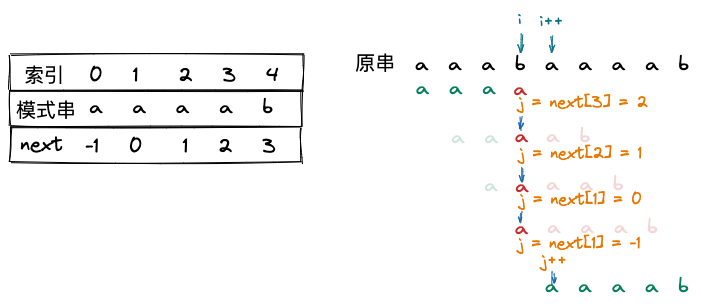 索引 0 1 2 3 4
模式串 a a a a b
next -1 0 1 2 3
i i++
原串 a a a b a a a a b
a a a a
j = next[3] = 2
a a a a b
j = next[2] = 1
a a a a b
j = next[1] = 0
a a a a b
j = next[1] = -1
j++
a a a a b